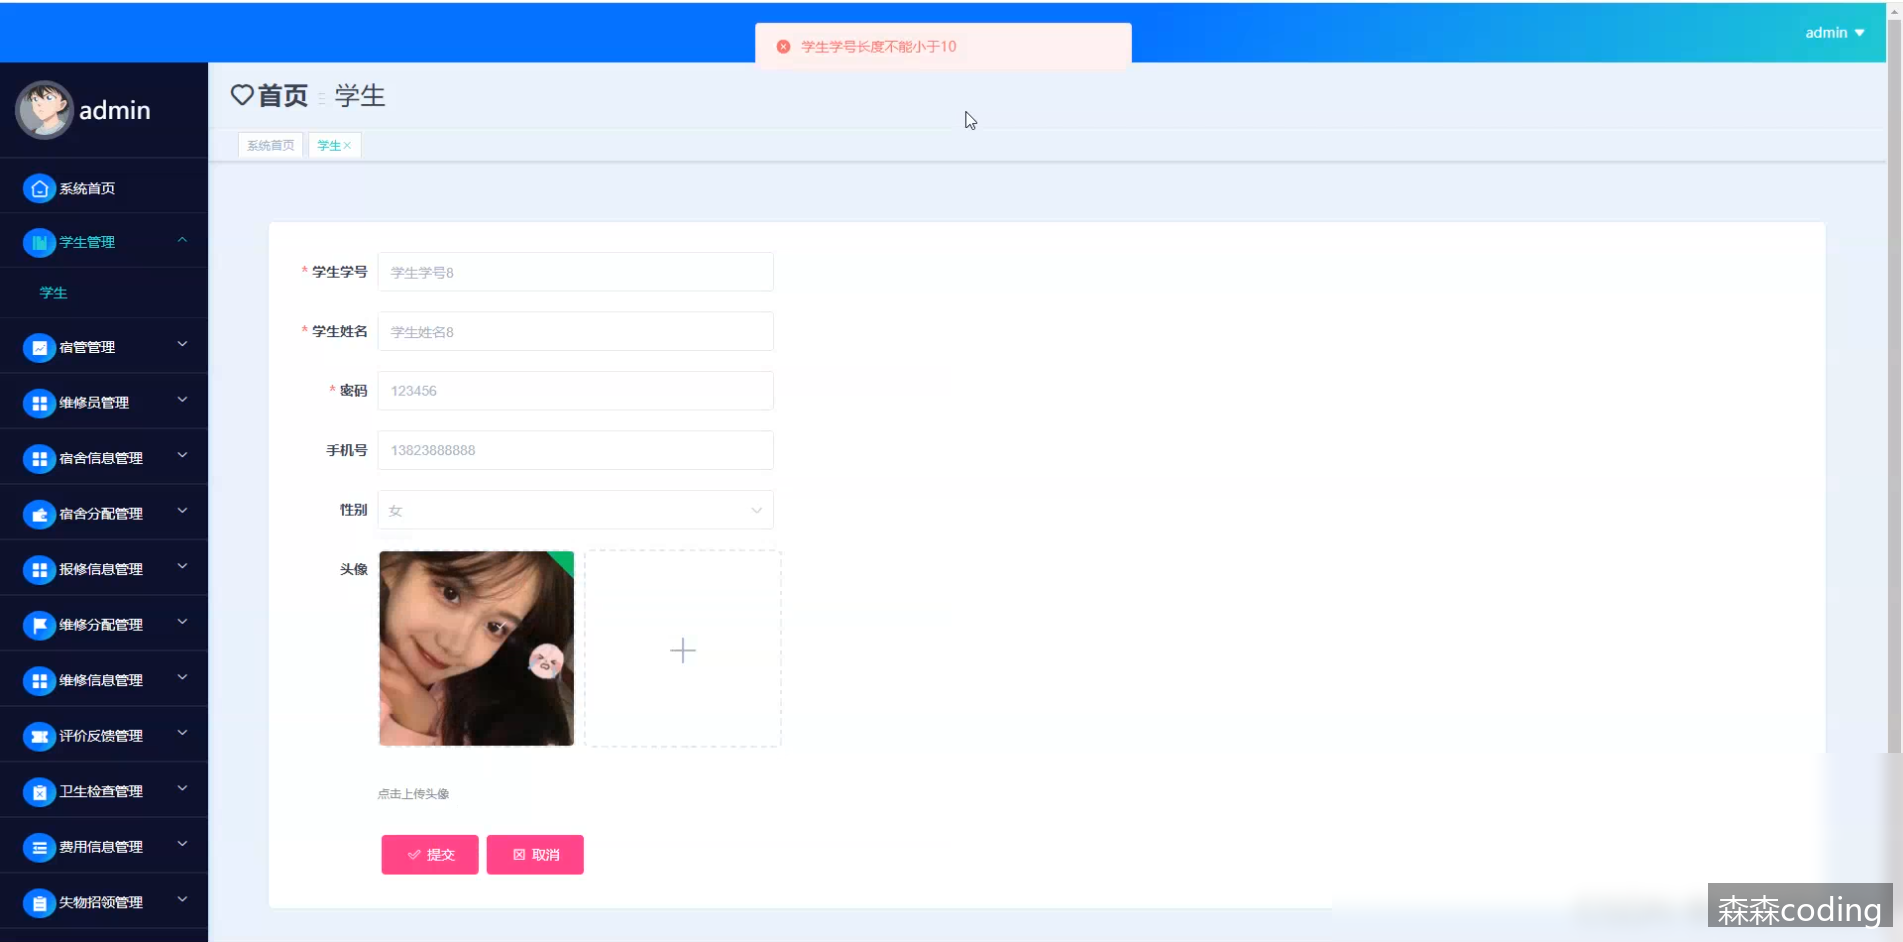 学生学号长度不能小于10
admin
admin
首页 学生
系统首页 学生
系统首页
学生管理
学生
宿管管理
维修员管理
宿舍信息管理
宿舍分配管理
报修信息管理
维修分配管理
维修信息管理
评价反馈管理
卫生检查管理
费用信息管理
失物招领管理
* 学生学号 学生学号8
* 学生姓名 学生姓名8
* 密码 123456
手机号 13823888888
性别 女
头像
点击上传头像
提交 取消
森森coding